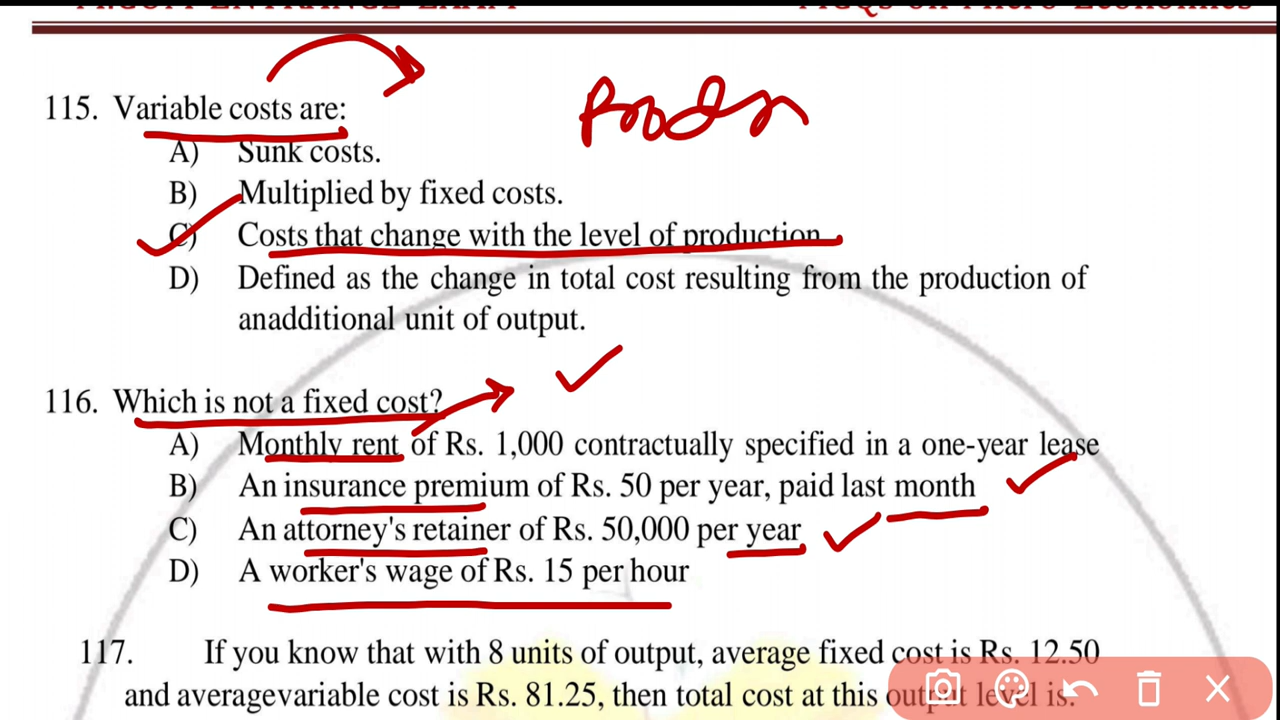 115. Variable costs are:
A) Sunk costs.
B) Multiplied by fixed costs.
C) Costs that change with the level of production
D) Defined as the change in total cost resulting from the production of
anadditional unit of output.
116. Which is not a fixed cost?
A) Monthly rent of Rs. 1,000 contractually specified in a one-year lease
B) An insurance premium of Rs. 50 per year, paid last month
C) An attorney's retainer of Rs. 50,000 per year
D) A worker's wage of Rs. 15 per hour
117. If you know that with 8 units of output, average fixed cost is Rs. 12.50
and averagevariable cost is Rs. 81.25, then total cost at this output level is: